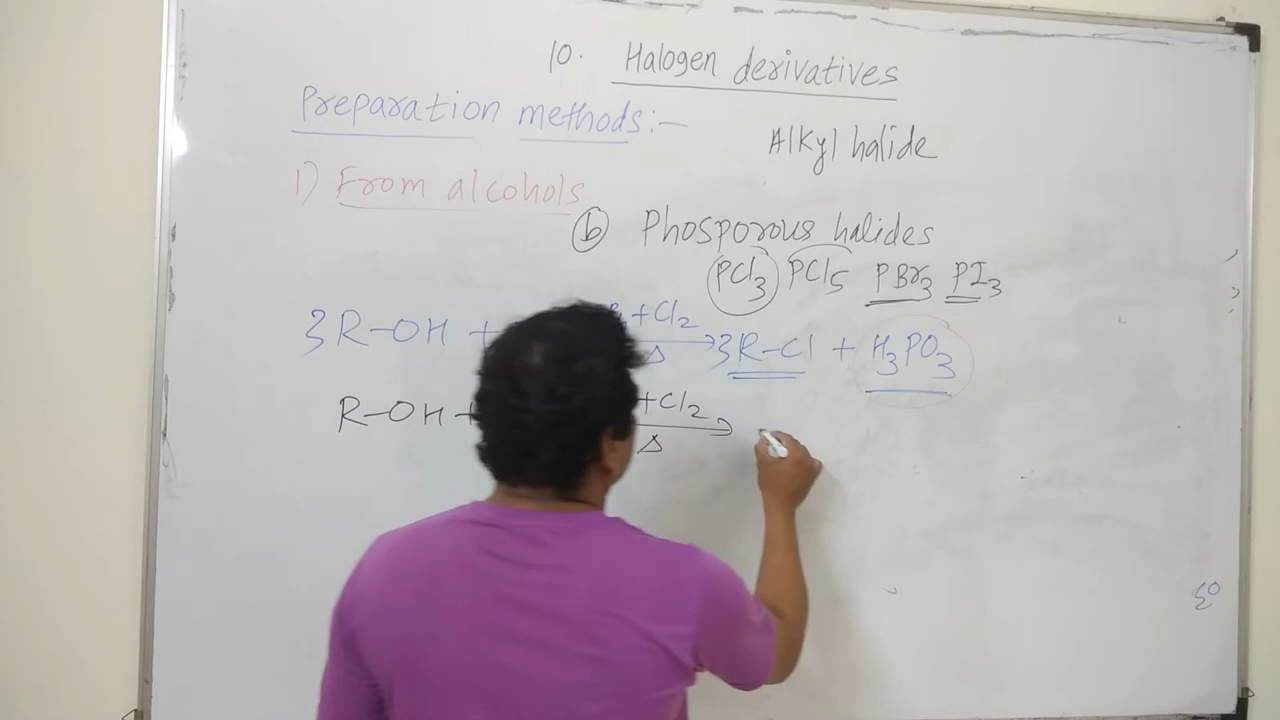 10. Halogen derivatives
Preparation methods:-
Alkyl halide
1) From alcohols
(b) Phosporous halides
PCl3 PCl5 PBr3 PI3
3R-OH + +Cl2 Δ → 3R-Cl + H3PO3
R-OH + +Cl2 Δ →